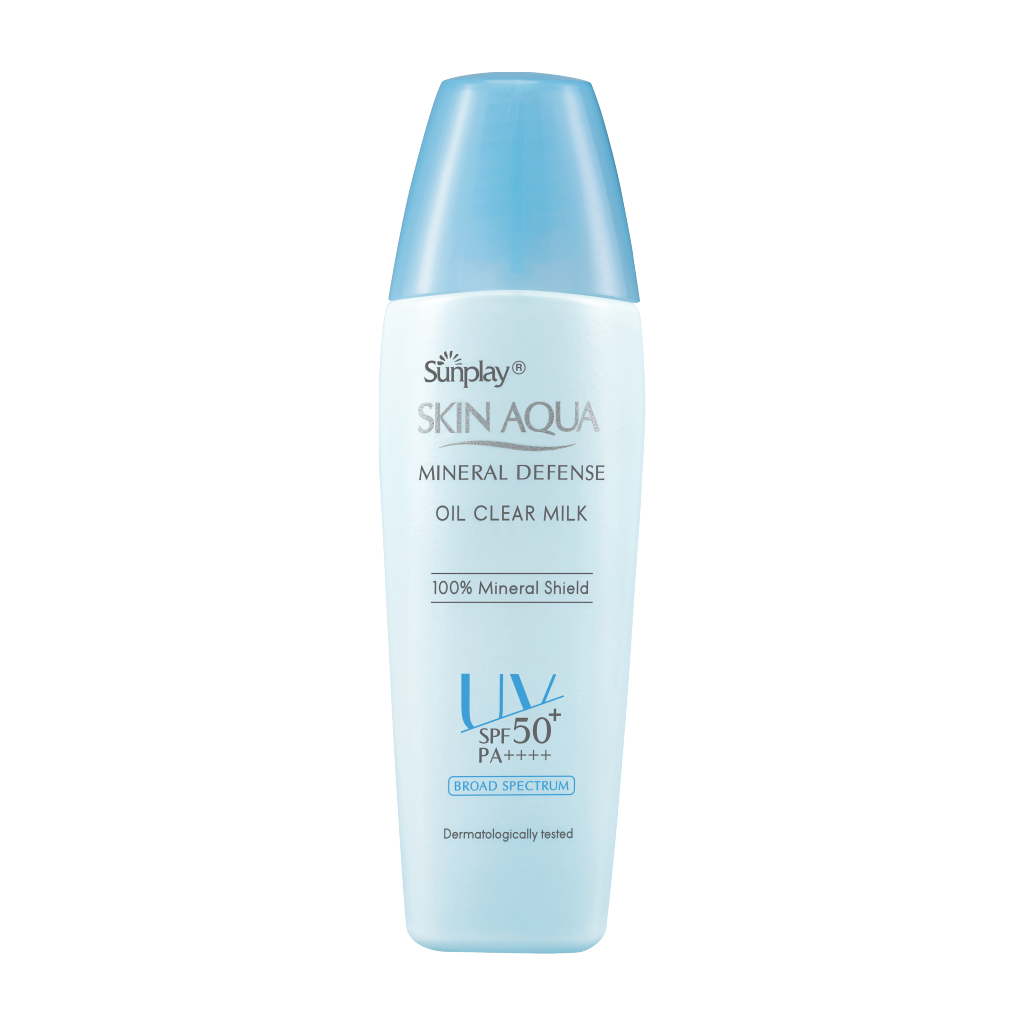 Sunplay®
SKIN AQUA
MINERAL DEFENSE
OIL CLEAR MILK
100% Mineral Shield
UV
SPF50+
PA++++
BROAD SPECTRUM
Dermatologically tested